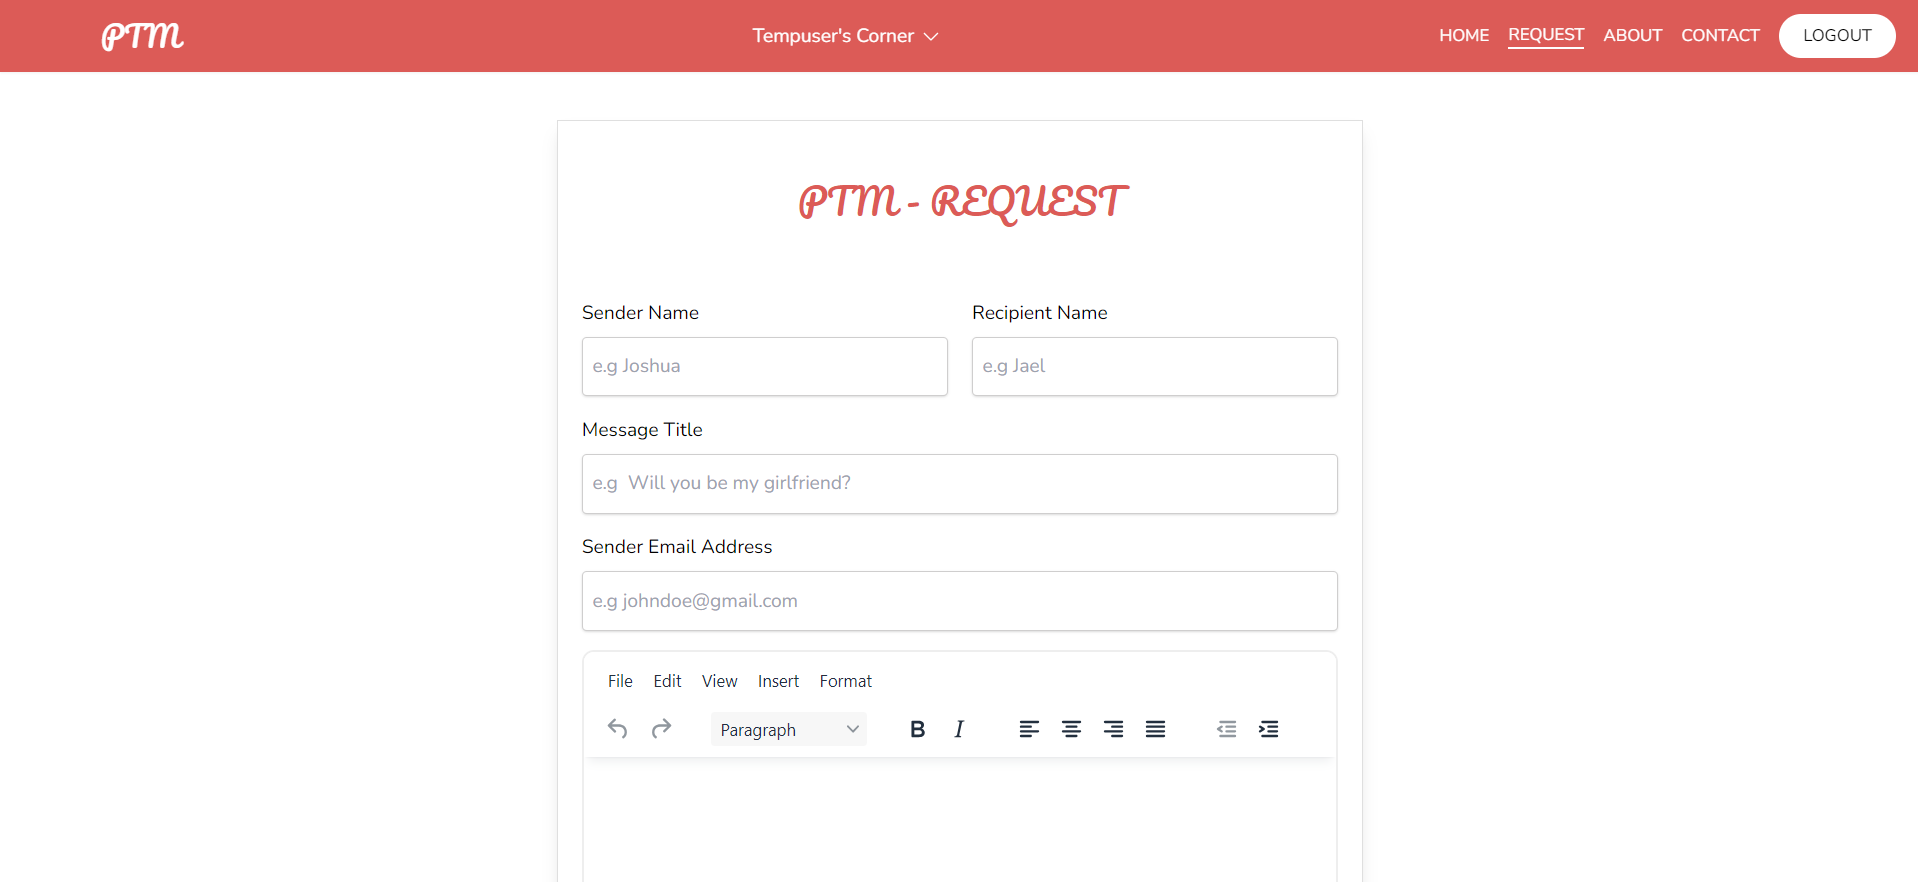 PTM
Tempuser's Corner
HOME REQUEST ABOUT CONTACT LOGOUT
PTM - REQUEST
Sender Name
Recipient Name
e.g Joshua
e.g Jael
Message Title
e.g  Will you be my girlfriend?
Sender Email Address
e.g johndoe@gmail.com
File Edit View Insert Format
Paragraph B I